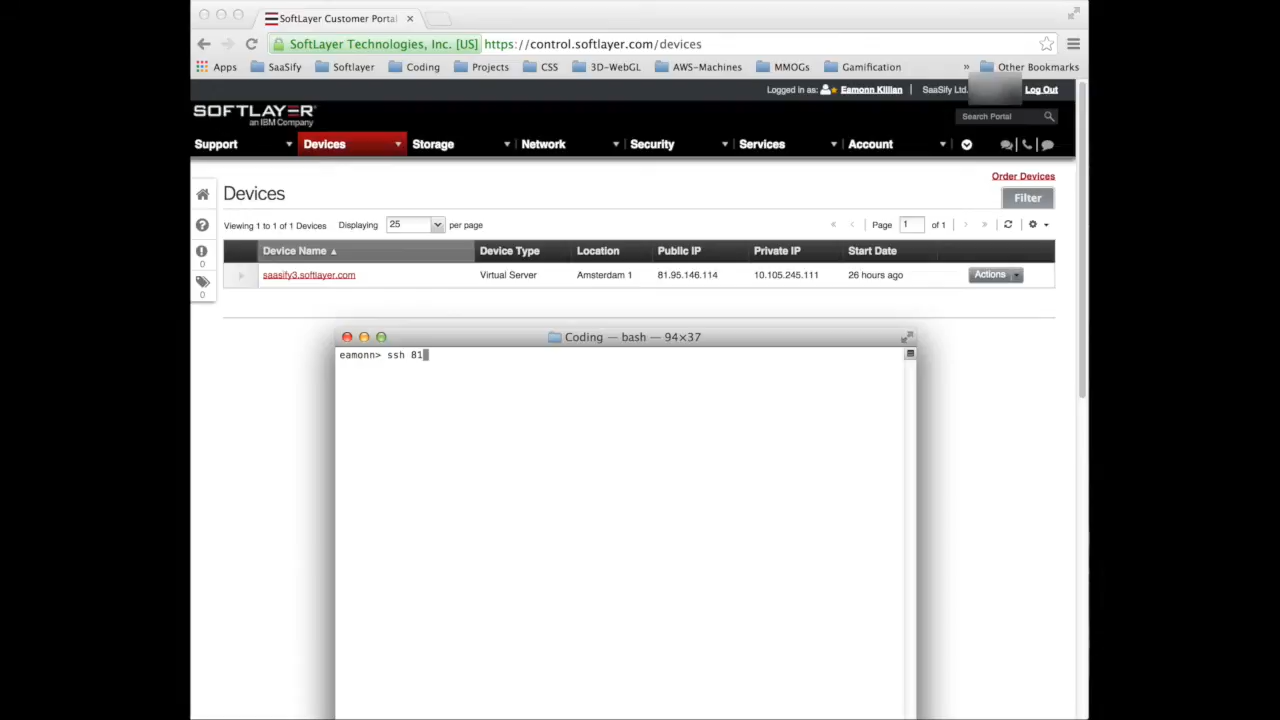 SoftLayer Customer Portal
SoftLayer Technologies, Inc. [US] https://control.softlayer.com/devices
Apps SaaSify Softlayer Coding Projects CSS 3D-WebGL AWS-Machines MMOGs Gamification » Other Bookmarks
Logged in as: Eamonn Killian | SaaSify Ltd. Log Out
SOFTLAYER
an IBM Company
Search Portal
Support Devices Storage Network Security Services Account
Order Devices
Devices
Filter
Viewing 1 to 1 of 1 Devices Displaying 25 per page « ‹ Page 1 of 1 › »
Device Name ▲ Device Type Location Public IP Private IP Start Date
0
saasify3.softlayer.com Virtual Server Amsterdam 1 81.95.146.114 10.105.245.111 26 hours ago Actions
0
Coding — bash — 94×37
eamonn> ssh 81